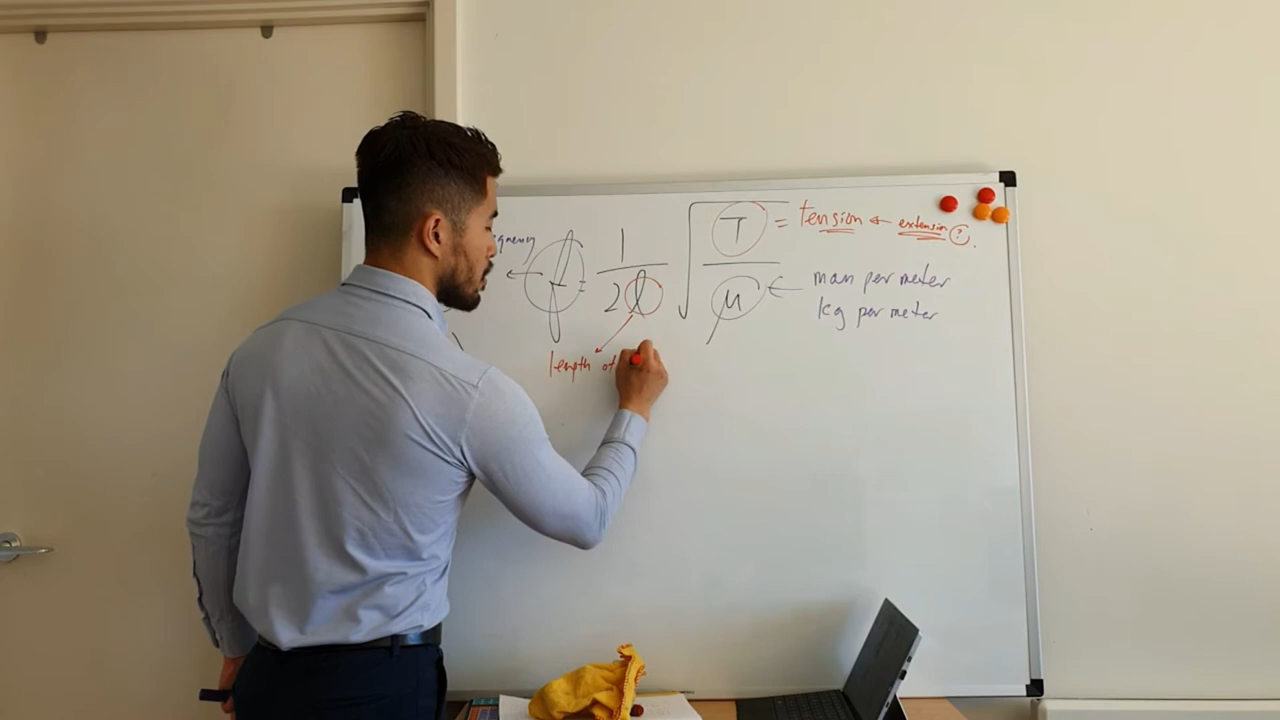 f = 1/2l √T/μ = tension ← extension ?.
← mass per meter
kg per meter
length of